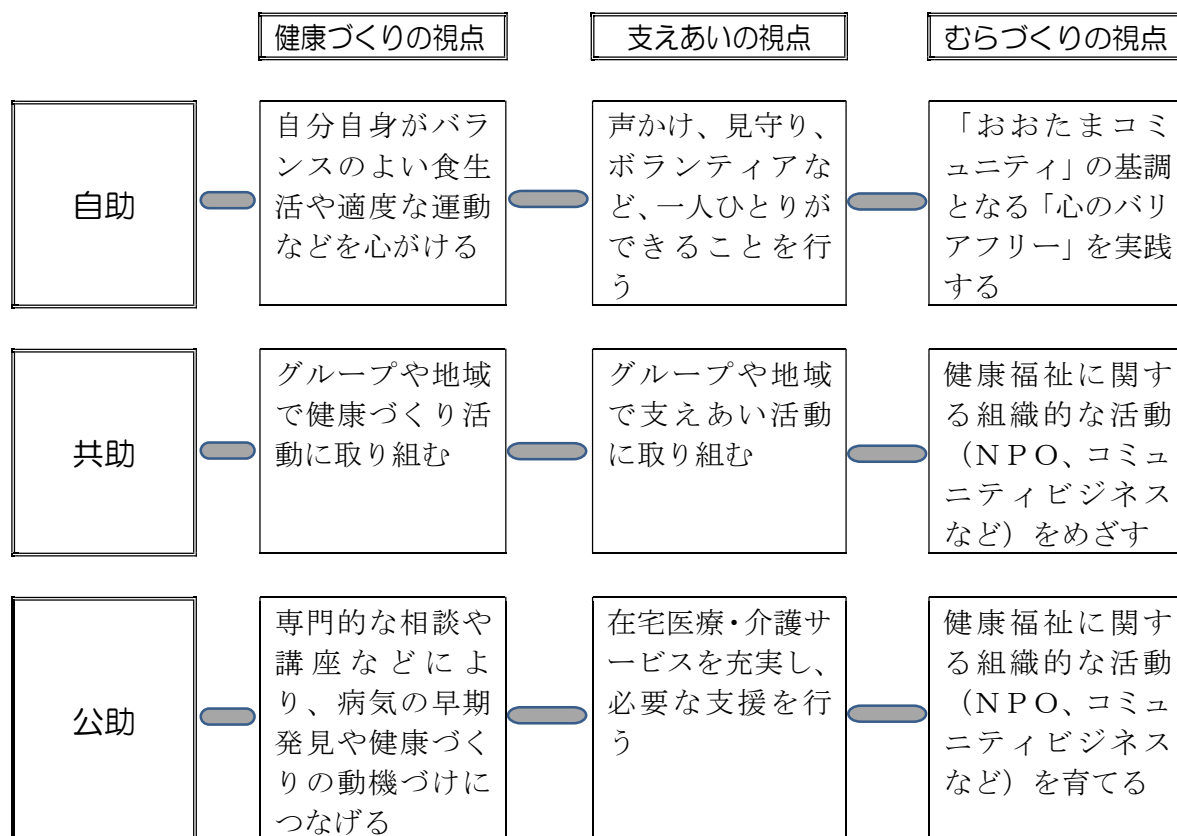 健康づくりの視点
支えあいの視点
むらづくりの視点
自助
自分自身がバラ
ンスのよい食生
活や適度な運動
などを心がける
声かけ、見守り、
ボランティアな
ど、一人ひとりが
できることを行
う
「おおたまコミ
ュニティ」の基調
となる「心のバリ
アフリー」を実践
する
共助
グループや地域
で健康づくり活
動に取り組む
グループや地域
で支えあい活動
に取り組む
健康福祉に関す
る組織的な活動
（ＮＰＯ、コミュ
ニティビジネス
など）をめざす
公助
専門的な相談や
講座などによ
り、病気の早期
発見や健康づく
りの動機づけに
つなげる
在宅医療・介護サ
ービスを充実し、
必要な支援を行
う
健康福祉に関す
る組織的な活動
（ＮＰＯ、コミュ
ニティビジネス
など）を育てる